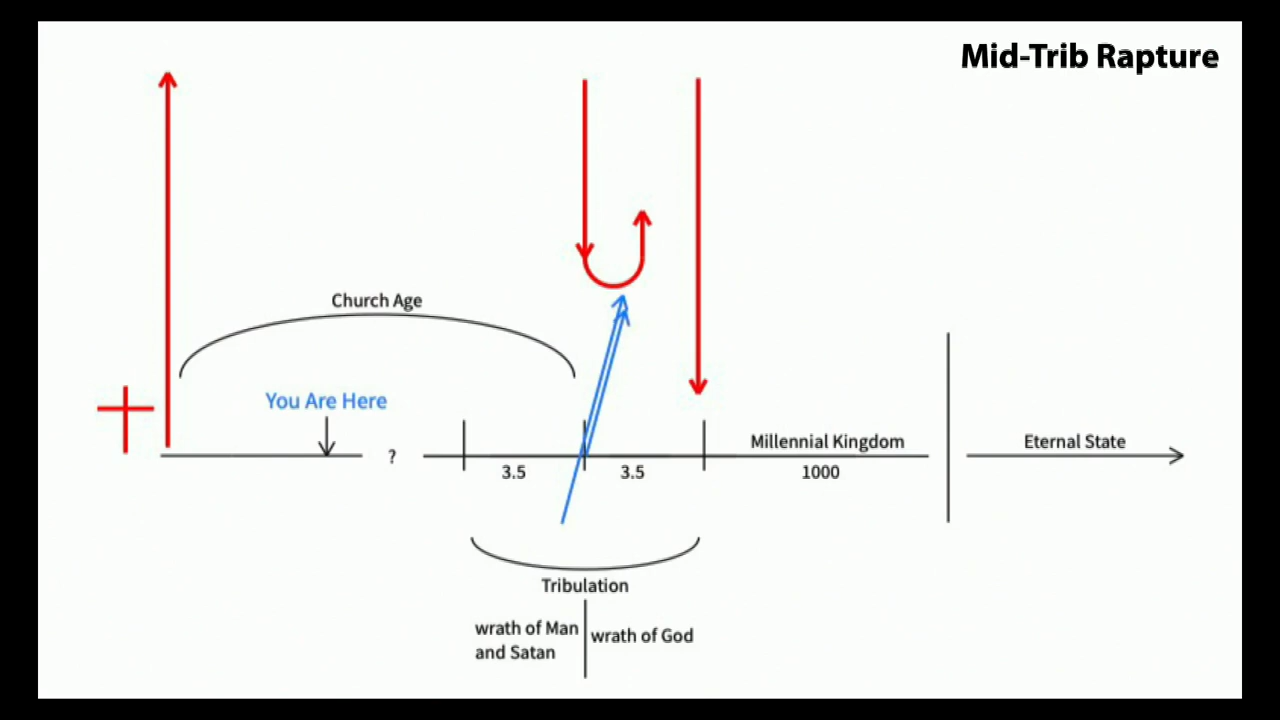 Mid-Trib Rapture
Church Age
You Are Here
?
3.5
3.5
Millennial Kingdom
1000
Eternal State
Tribulation
wrath of Man
and Satan
wrath of God